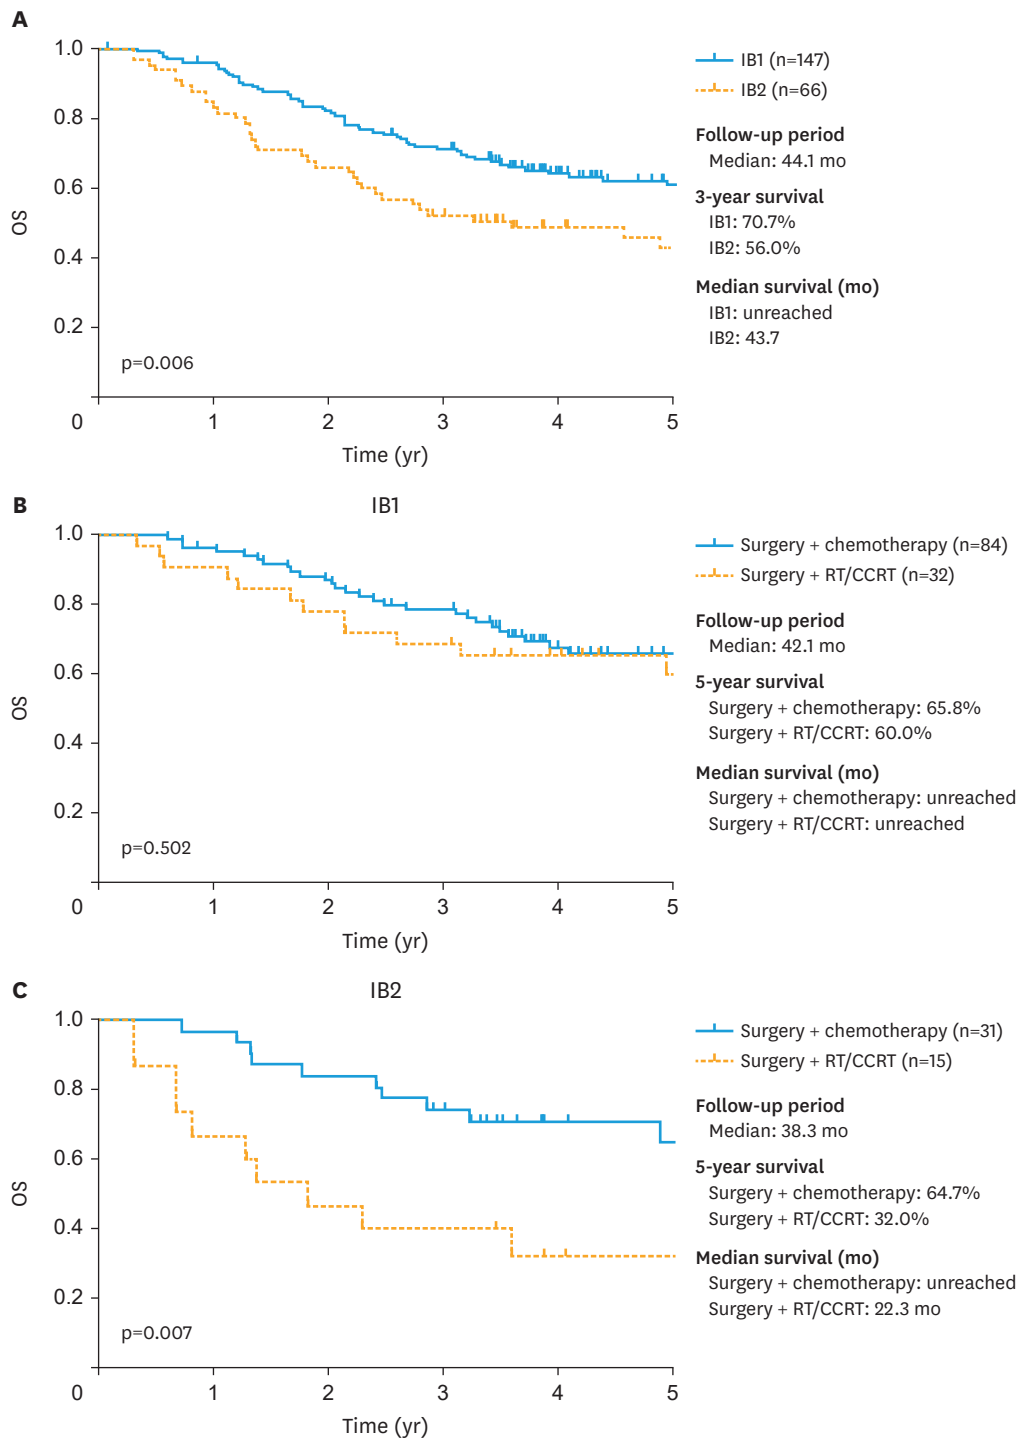 A
1.0
0.8
0.6
0.4
0.2
0
1
2
3
4
5
OS
Time (yr)
p=0.006
IB1 (n=147)
IB2 (n=66)
Follow-up period
Median: 44.1 mo
3-year survival
IB1: 70.7%
IB2: 56.0%
Median survival (mo)
IB1: unreached
IB2: 43.7
B
IB1
1.0
0.8
0.6
0.4
0.2
0
1
2
3
4
5
OS
Time (yr)
p=0.502
Surgery + chemotherapy (n=84)
Surgery + RT/CCRT (n=32)
Follow-up period
Median: 42.1 mo
5-year survival
Surgery + chemotherapy: 65.8%
Surgery + RT/CCRT: 60.0%
Median survival (mo)
Surgery + chemotherapy: unreached
Surgery + RT/CCRT: unreached
C
IB2
1.0
0.8
0.6
0.4
0.2
0
1
2
3
4
5
OS
Time (yr)
p=0.007
Surgery + chemotherapy (n=31)
Surgery + RT/CCRT (n=15)
Follow-up period
Median: 38.3 mo
5-year survival
Surgery + chemotherapy: 64.7%
Surgery + RT/CCRT: 32.0%
Median survival (mo)
Surgery + chemotherapy: unreached
Surgery + RT/CCRT: 22.3 mo